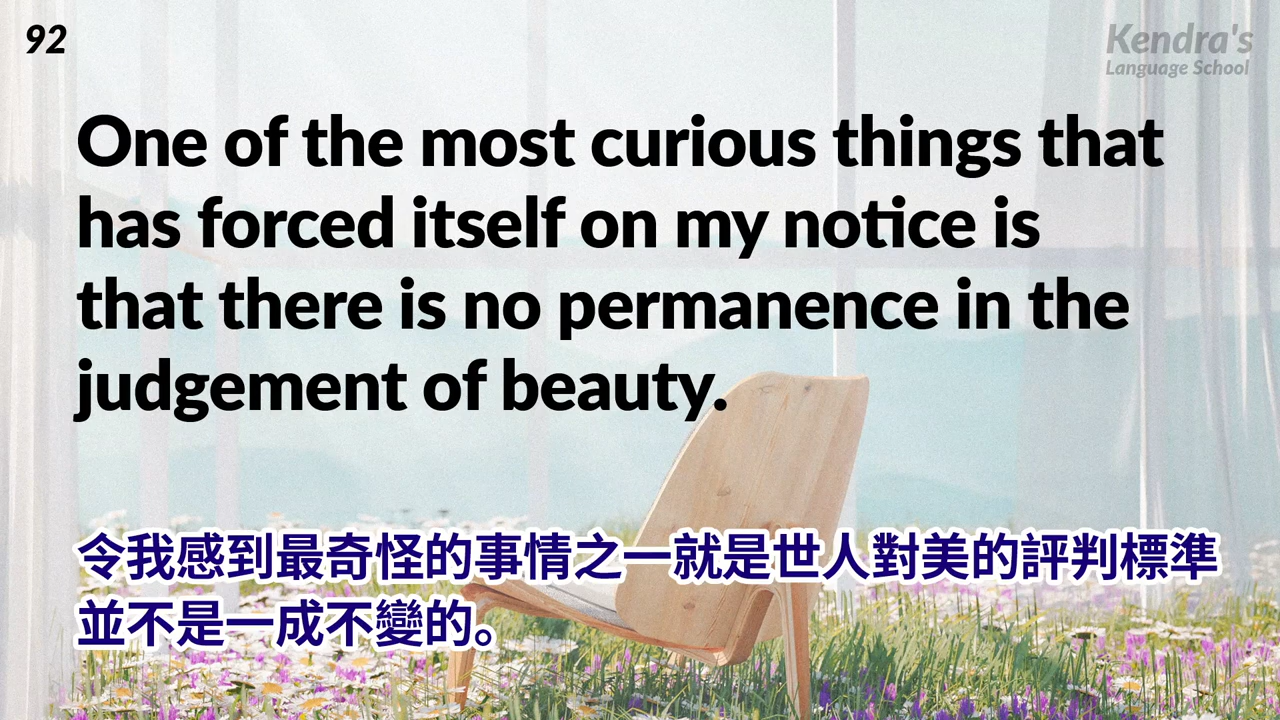 92
Kendra's
Language School
One of the most curious things that
has forced itself on my notice is
that there is no permanence in the
judgement of beauty.
令我感到最奇怪的事情之一就是世人對美的評判標準
並不是一成不變的。